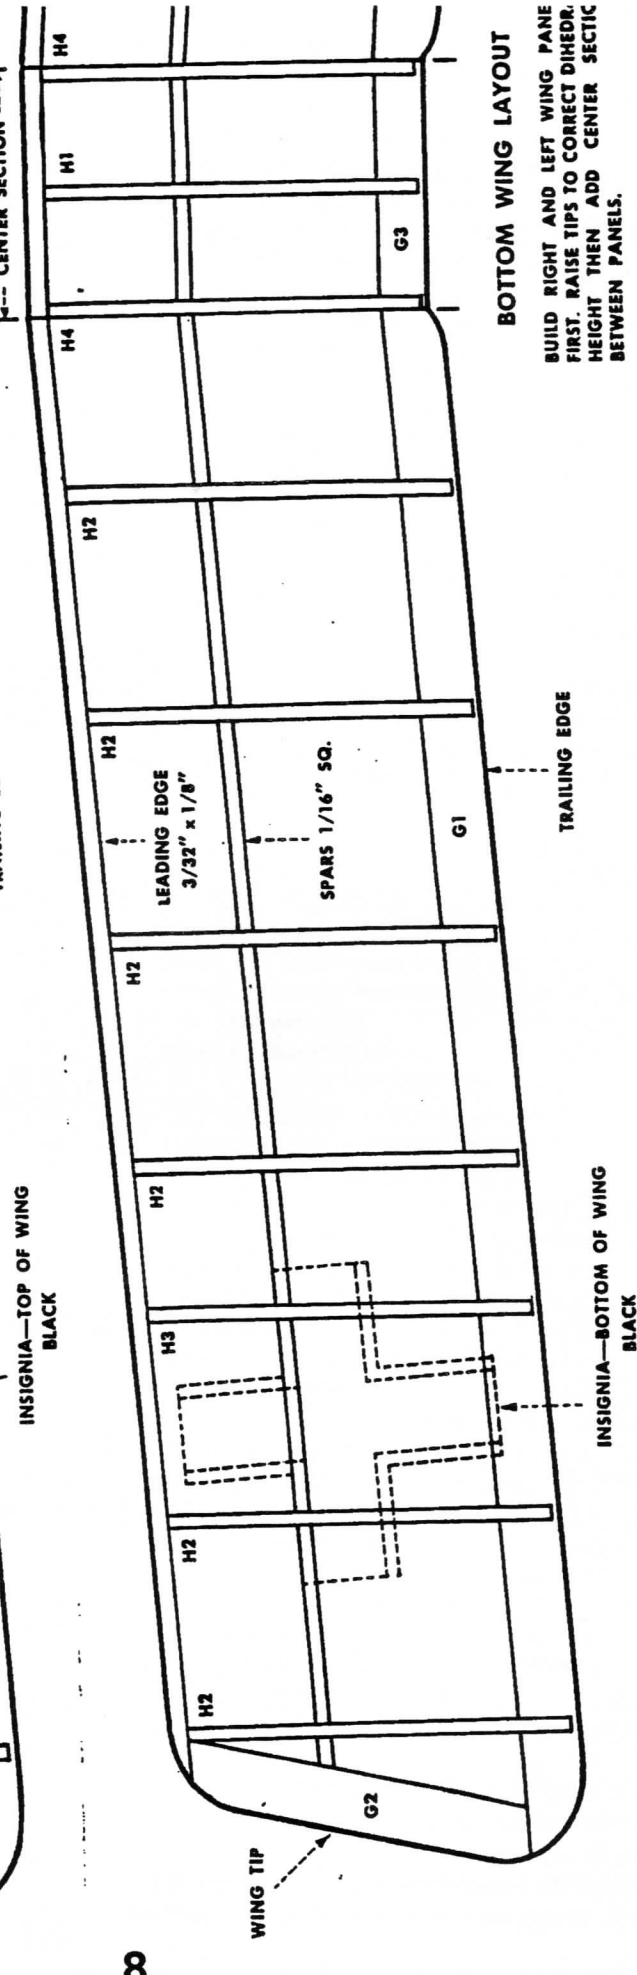 CENTER SECTION
H4
H1
G3
H4
H2
H2
H2
H2
H3
H2
H2
LEADING EDGE
3/32" x 1/8"
SPARS 1/16" SQ.
G1
TRAILING EDGE
G2
WING TIP
INSIGNIA—TOP OF WING
BLACK
INSIGNIA—BOTTOM OF WING
BLACK
BOTTOM WING LAYOUT
BUILD RIGHT AND LEFT WING PANE
FIRST. RAISE TIPS TO CORRECT DIHEDR
HEIGHT THEN ADD CENTER SECTIC
BETWEEN PANELS.
8